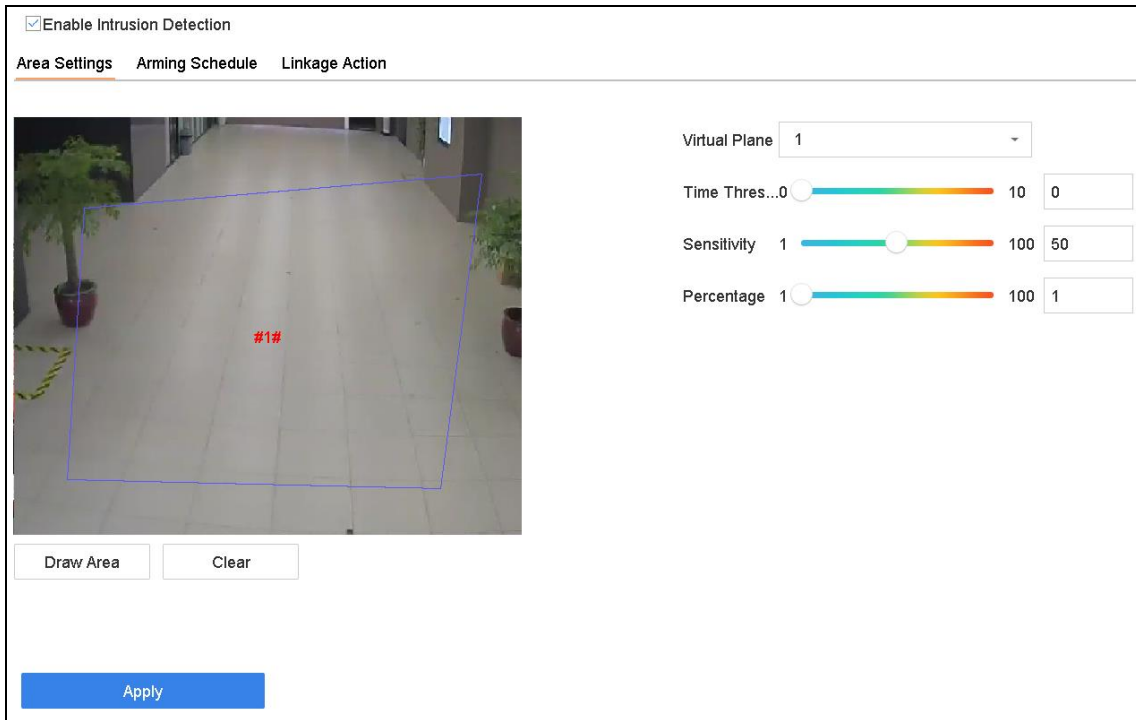 Enable Intrusion Detection
Area Settings Arming Schedule Linkage Action
Virtual Plane 1
Time Thres...0 10 0
Sensitivity 1 100 50
Percentage 1 100 1
#1#
Draw Area Clear
Apply